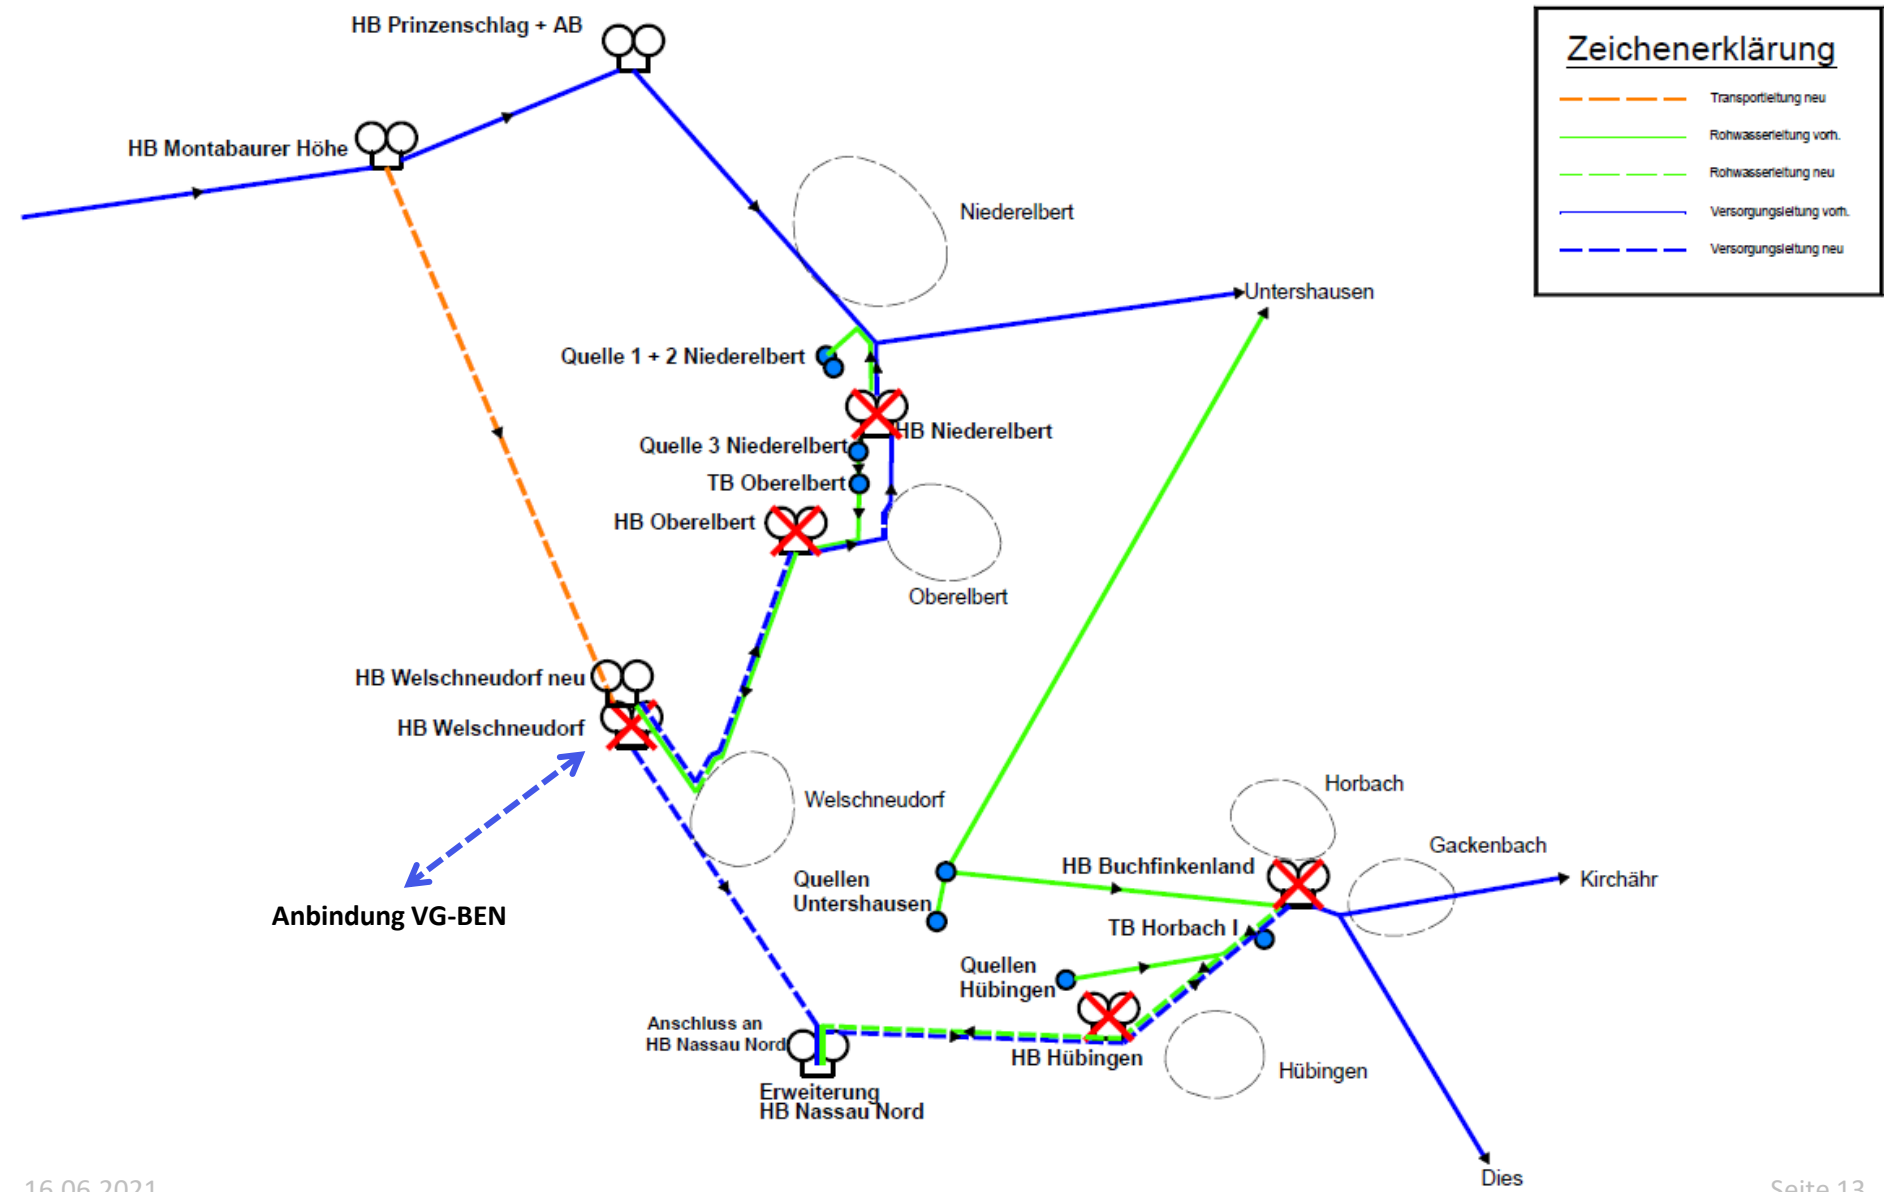 HB Prinzenschlag + AB
HB Montabaurer Höhe
Zeichenerklärung
Transportleitung neu
Rohwasserleitung vorh.
Rohwasserleitung neu
Versorgungsleitung vorh.
Versorgungsleitung neu
Niederelbert
Untershausen
Quelle 1 + 2 Niederelbert
HB Niederelbert
Quelle 3 Niederelbert
TB Oberelbert
HB Oberelbert
Oberelbert
HB Welschneudorf neu
HB Welschneudorf
Welschneudorf
Anbindung VG-BEN
Horbach
Gackenbach
HB Buchfinkenland
Kirchähr
Quellen
Untershausen
TB Horbach I
Quellen
Hübingen
Anschluss an
HB Nassau Nord
HB Hübingen
Hübingen
Erweiterung
HB Nassau Nord
Dies
16.06.2021
Seite 13